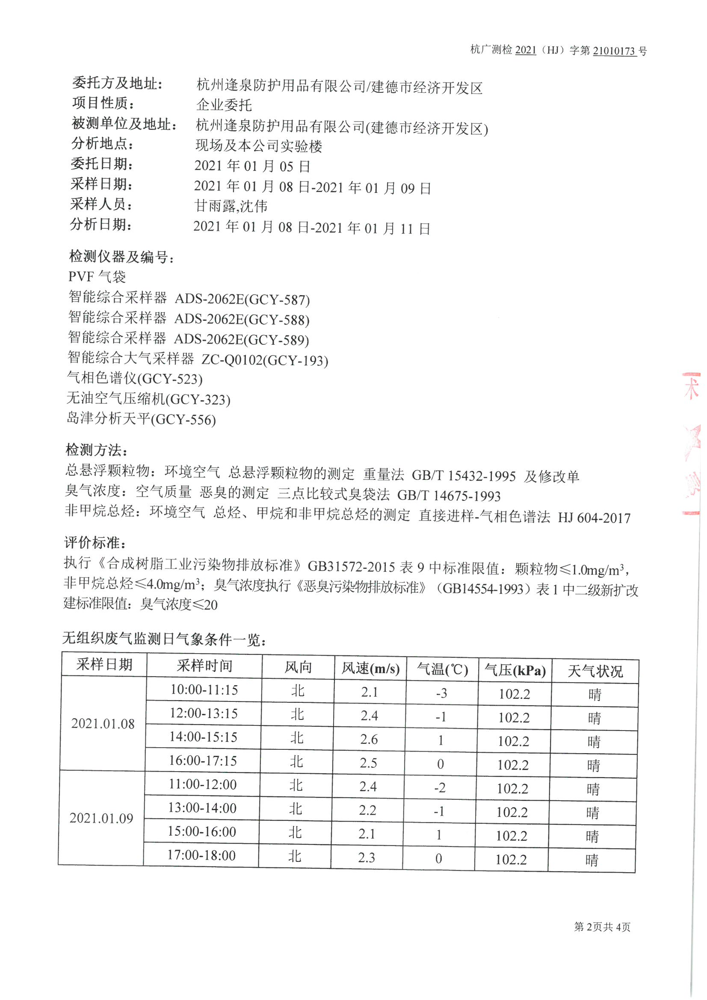 杭广测检 2021（HJ）字第 21010173 号
委托方及地址： 杭州逢泉防护用品有限公司/建德市经济开发区
项目性质： 企业委托
被测单位及地址： 杭州逢泉防护用品有限公司(建德市经济开发区)
分析地点： 现场及本公司实验楼
委托日期： 2021 年 01 月 05 日
采样日期： 2021 年 01 月 08 日-2021 年 01 月 09 日
采样人员： 甘雨露,沈伟
分析日期： 2021 年 01 月 08 日-2021 年 01 月 11 日
检测仪器及编号：
PVF 气袋
智能综合采样器 ADS-2062E(GCY-587)
智能综合采样器 ADS-2062E(GCY-588)
智能综合采样器 ADS-2062E(GCY-589)
智能综合大气采样器 ZC-Q0102(GCY-193)
气相色谱仪(GCY-523)
无油空气压缩机(GCY-323)
岛津分析天平(GCY-556)
检测方法：
总悬浮颗粒物：环境空气 总悬浮颗粒物的测定 重量法 GB/T 15432-1995 及修改单
臭气浓度：空气质量 恶臭的测定 三点比较式臭袋法 GB/T 14675-1993
非甲烷总烃：环境空气 总烃、甲烷和非甲烷总烃的测定 直接进样-气相色谱法 HJ 604-2017
评价标准：
执行《合成树脂工业污染物排放标准》GB31572-2015 表 9 中标准限值：颗粒物≤1.0mg/m³，
非甲烷总烃≤4.0mg/m³；臭气浓度执行《恶臭污染物排放标准》（GB14554-1993）表 1 中二级新扩改
建标准限值：臭气浓度≤20
无组织废气监测日气象条件一览：
采样日期 采样时间 风向 风速(m/s) 气温(℃) 气压(kPa) 天气状况
2021.01.08 10:00-11:15 北 2.1 -3 102.2 晴
12:00-13:15 北 2.4 -1 102.2 晴
14:00-15:15 北 2.6 1 102.2 晴
16:00-17:15 北 2.5 0 102.2 晴
2021.01.09 11:00-12:00 北 2.4 -2 102.2 晴
13:00-14:00 北 2.2 -1 102.2 晴
15:00-16:00 北 2.1 1 102.2 晴
17:00-18:00 北 2.3 0 102.2 晴
术
第 2页共 4页